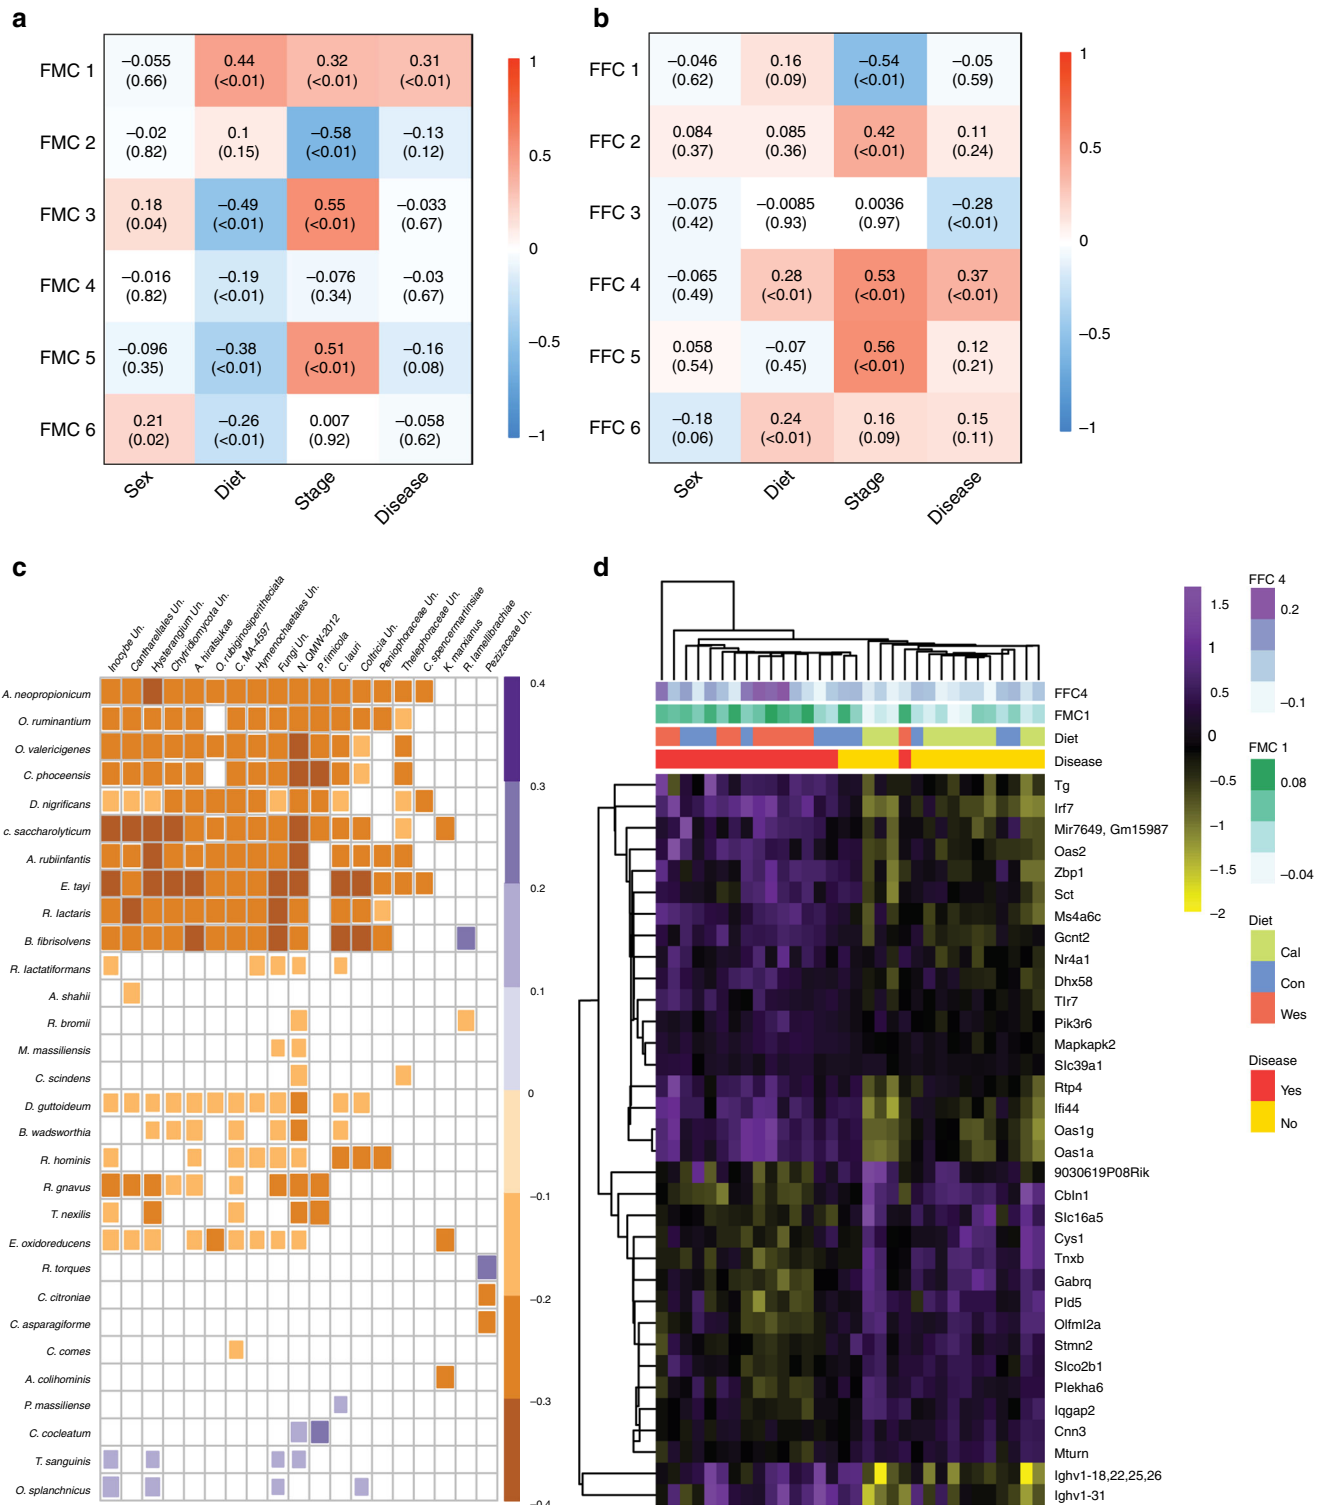 a
FMC 1
−0.055 (0.66)
0.44 (<0.01)
0.32 (<0.01)
0.31 (<0.01)
FMC 2
−0.02 (0.82)
0.1 (0.15)
−0.58 (<0.01)
−0.13 (0.12)
FMC 3
0.18 (0.04)
−0.49 (<0.01)
0.55 (<0.01)
−0.033 (0.67)
FMC 4
−0.016 (0.82)
−0.19 (<0.01)
−0.076 (0.34)
−0.03 (0.67)
FMC 5
−0.096 (0.35)
−0.38 (<0.01)
0.51 (<0.01)
−0.16 (0.08)
FMC 6
0.21 (0.02)
−0.26 (<0.01)
0.007 (0.92)
−0.058 (0.62)
Sex
Diet
Stage
Disease
1
0.5
0
−0.5
−1
b
FFC 1
−0.046 (0.62)
0.16 (0.09)
−0.54 (<0.01)
−0.05 (0.59)
FFC 2
0.084 (0.37)
0.085 (0.36)
0.42 (<0.01)
0.11 (0.24)
FFC 3
−0.075 (0.42)
−0.0085 (0.93)
0.0036 (0.97)
−0.28 (<0.01)
FFC 4
−0.065 (0.49)
0.28 (<0.01)
0.53 (<0.01)
0.37 (<0.01)
FFC 5
0.058 (0.54)
−0.07 (0.45)
0.56 (<0.01)
0.12 (0.21)
FFC 6
−0.18 (0.06)
0.24 (<0.01)
0.16 (0.09)
0.15 (0.11)
Sex
Diet
Stage
Disease
1
0.5
0
−0.5
−1
c
Inocybe Un.
Cantharellales Un.
Hysterangium Un.
Chytridiomycota Un.
A. hiratsukae
O. rubiginosiperitheciata
C. MA-4597
Hymenochaetales Un.
Fungi Un.
N. QMW-2012
P. fimicola
C. lauri
Coltricia Un.
Peniophoraceae Un.
Thelephoraceae Un.
C. spencermartinsiae
K. marxianus
R. lamellibrachiae
Pezizaceae Un.
A. neopropionicum
O. ruminantium
O. valericigenes
C. phoceensis
D. nigrificans
c. saccharolyticum
A. rubiinfantis
E. tayi
R. lactaris
B. fibrisolvens
R. lactatiformans
A. shahii
R. bromii
M. massiliensis
C. scindens
D. guttoideum
B. wadsworthia
R. hominis
R. gnavus
T. nexilis
E. oxidoreducens
R. torques
C. citroniae
C. asparagiforme
C. comes
A. colihominis
P. massiliense
C. cocleatum
T. sanguinis
O. splanchnicus
0.4
0.3
0.2
0.1
0
−0.1
−0.2
−0.3
−0.4
d
FFC4
FMC1
Diet
Disease
Tg
Irf7
Mir7649, Gm15987
Oas2
Zbp1
Sct
Ms4a6c
Gcnt2
Nr4a1
Dhx58
Tlr7
Pik3r6
Mapkapk2
Slc39a1
Rtp4
Ifi44
Oas1g
Oas1a
9030619P08Rik
Cbln1
Slc16a5
Cys1
Tnxb
Gabrq
Pld5
Olfml2a
Stmn2
Slco2b1
Plekha6
Iqgap2
Cnn3
Mturn
Ighv1-18,22,25,26
Ighv1-31
1.5
1
0.5
0
−0.5
−1
−1.5
−2
FFC 4
0.2
−0.1
FMC 1
0.08
−0.04
Diet
Cal
Con
Wes
Disease
Yes
No